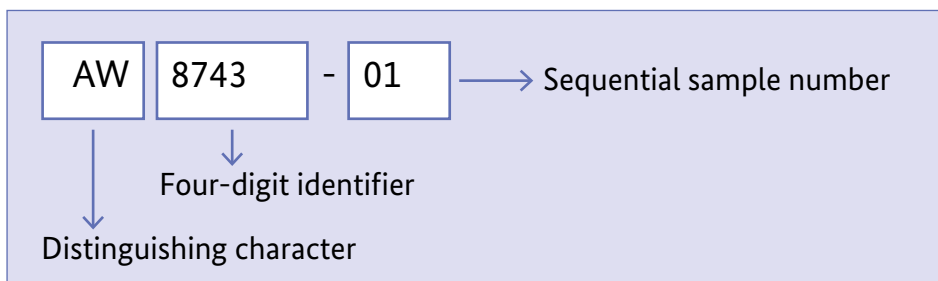 AW 8743 - 01 Sequential sample number
Four-digit identifier
Distinguishing character